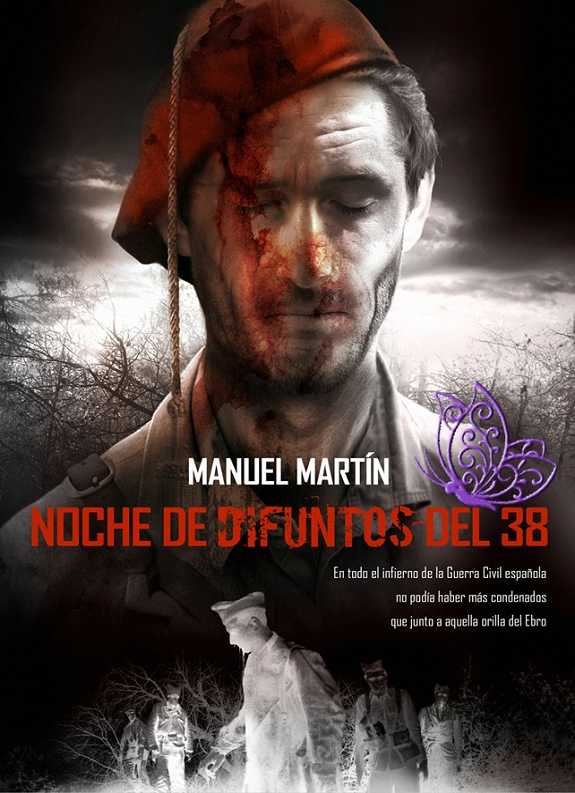 MANUEL MARTÍN
NOCHE DE DIFUNTOS DEL 38
En todo el infierno de la Guerra Civil española
no podía haber más condenados
que junto a aquella orilla del Ebro